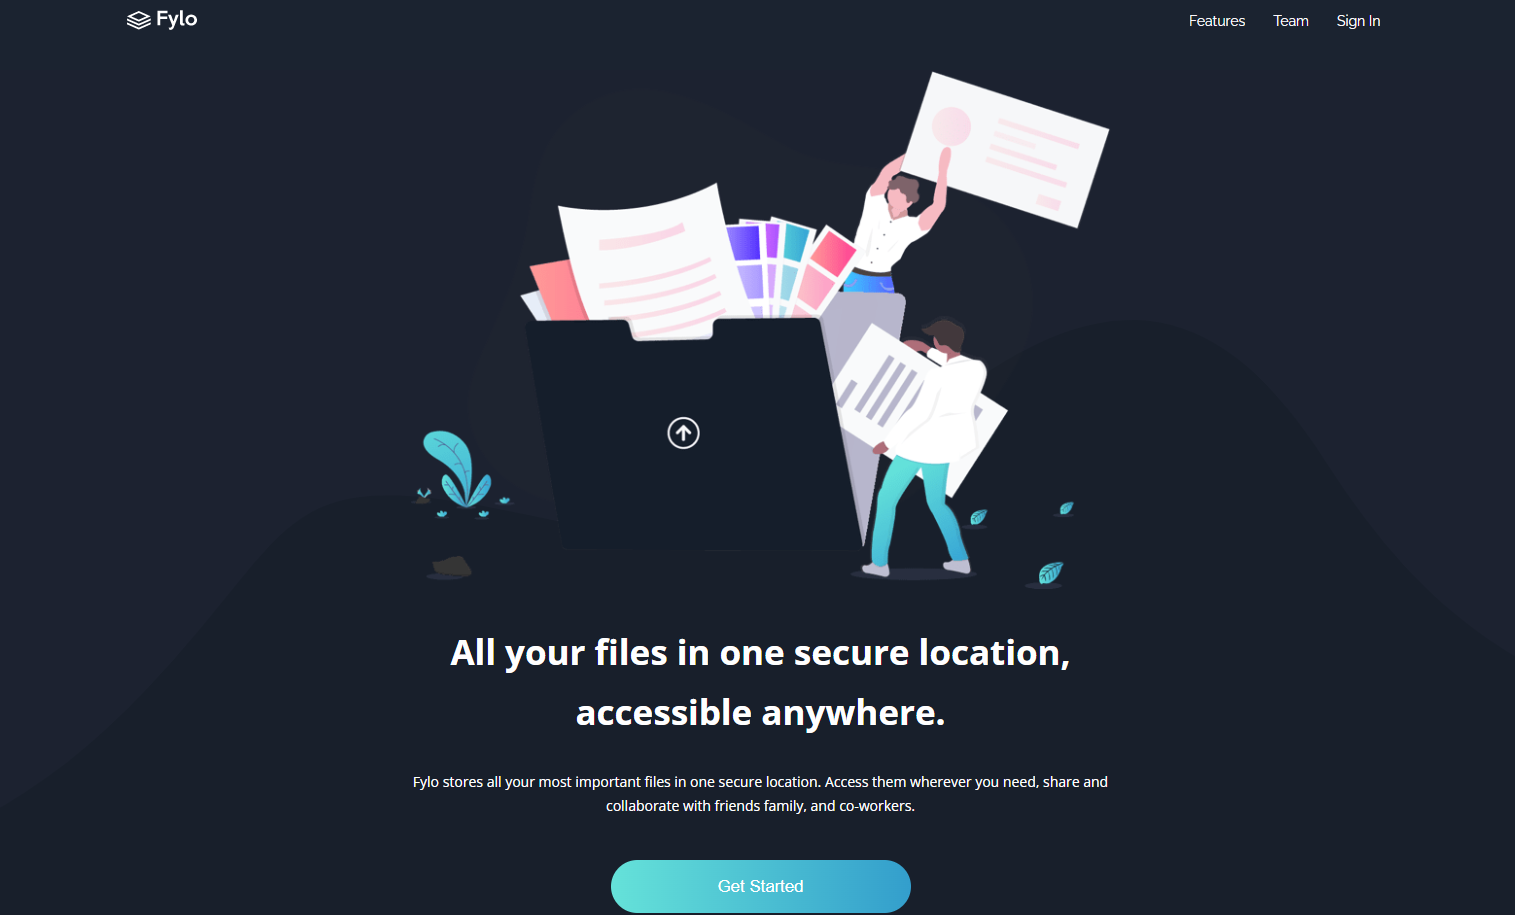 Fylo
Features Team Sign In
All your files in one secure location,
accessible anywhere.
Fylo stores all your most important files in one secure location. Access them wherever you need, share and
collaborate with friends family, and co-workers.
Get Started